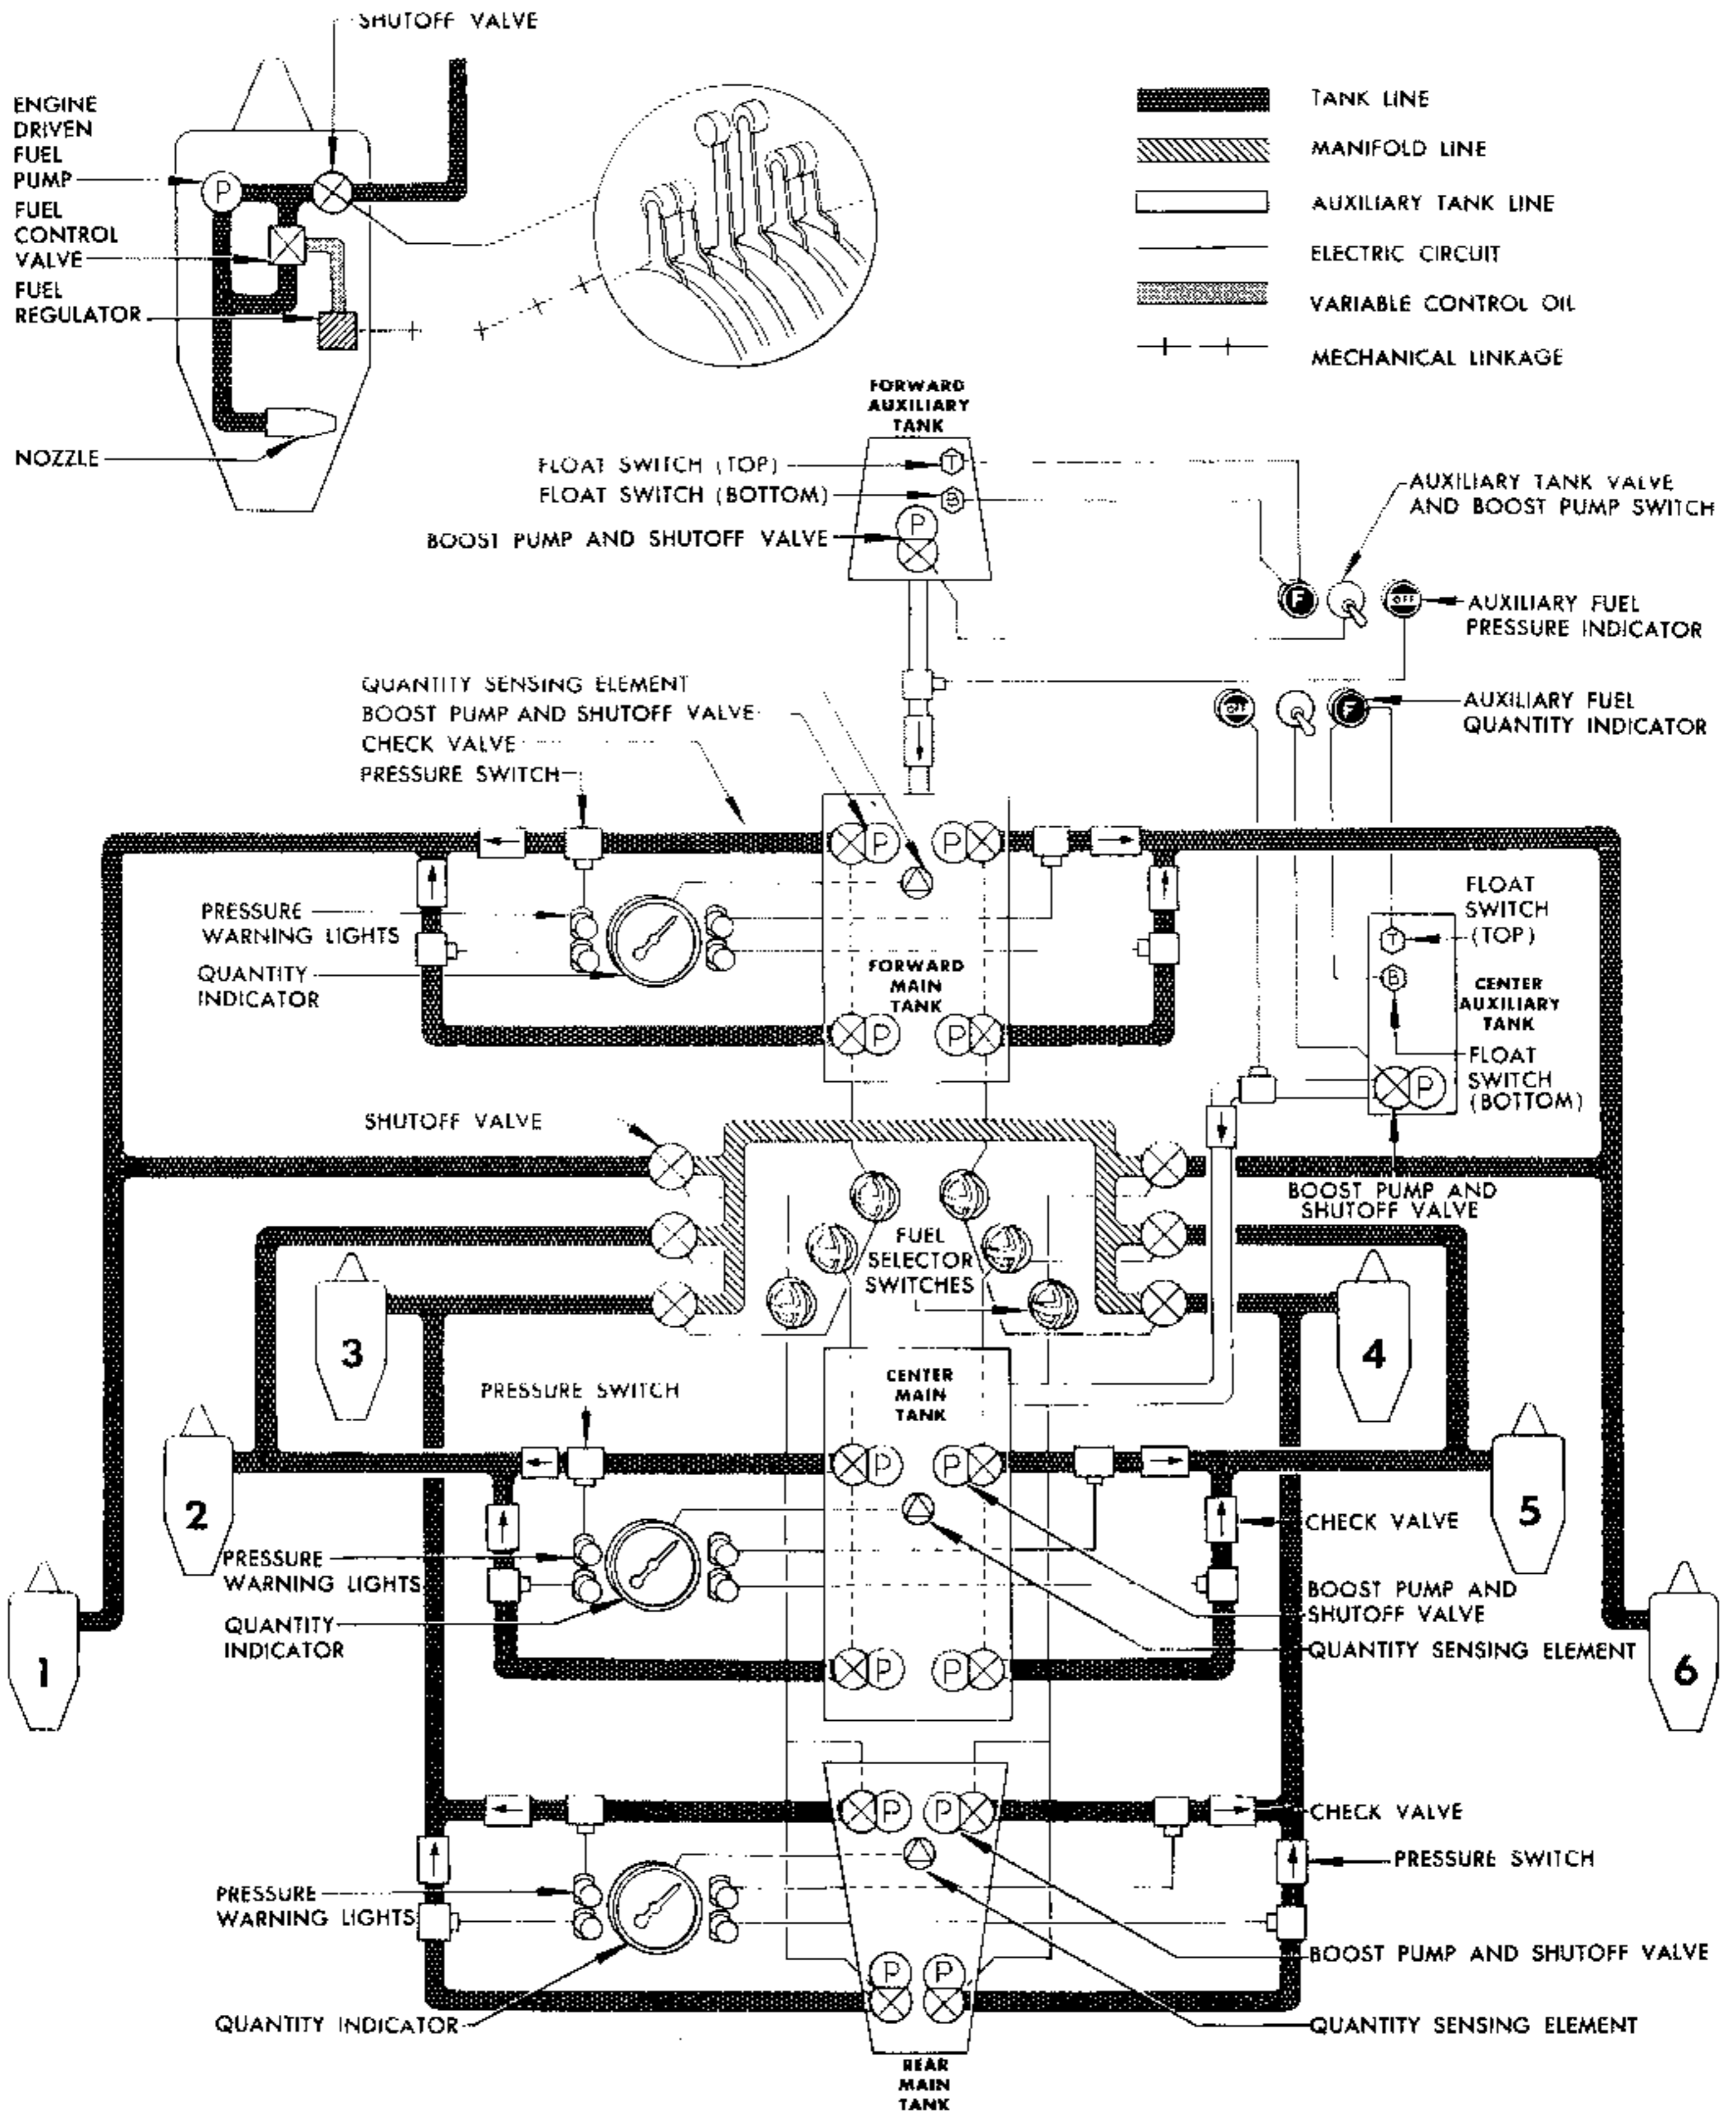 SHUTOFF VALVE
ENGINE
DRIVEN
FUEL
PUMP
P
FUEL
CONTROL
VALVE
FUEL
REGULATOR
NOZZLE
TANK LINE
MANIFOLD LINE
AUXILIARY TANK LINE
ELECTRIC CIRCUIT
VARIABLE CONTROL OIL
MECHANICAL LINKAGE
FORWARD
AUXILIARY
TANK
FLOAT SWITCH (TOP)
T
FLOAT SWITCH (BOTTOM)
B
BOOST PUMP AND SHUTOFF VALVE
P
AUXILIARY TANK VALVE
AND BOOST PUMP SWITCH
F
OFF
AUXILIARY FUEL
PRESSURE INDICATOR
OFF
F
AUXILIARY FUEL
QUANTITY INDICATOR
QUANTITY SENSING ELEMENT
BOOST PUMP AND SHUTOFF VALVE
CHECK VALVE
PRESSURE SWITCH
P P
PRESSURE
WARNING LIGHTS
QUANTITY
INDICATOR
FORWARD
MAIN
TANK
P P
FLOAT
SWITCH
(TOP)
T
B
CENTER
AUXILIARY
TANK
FLOAT
SWITCH
(BOTTOM)
P
BOOST PUMP AND
SHUTOFF VALVE
SHUTOFF VALVE
FUEL
SELECTOR
SWITCHES
3
4
CENTER
MAIN
TANK
PRESSURE SWITCH
P P
2
5
PRESSURE
WARNING LIGHTS
QUANTITY
INDICATOR
CHECK VALVE
BOOST PUMP AND
SHUTOFF VALVE
QUANTITY SENSING ELEMENT
P P
1
6
P P
CHECK VALVE
PRESSURE SWITCH
PRESSURE
WARNING LIGHTS
BOOST PUMP AND SHUTOFF VALVE
P P
QUANTITY INDICATOR
QUANTITY SENSING ELEMENT
REAR
MAIN
TANK